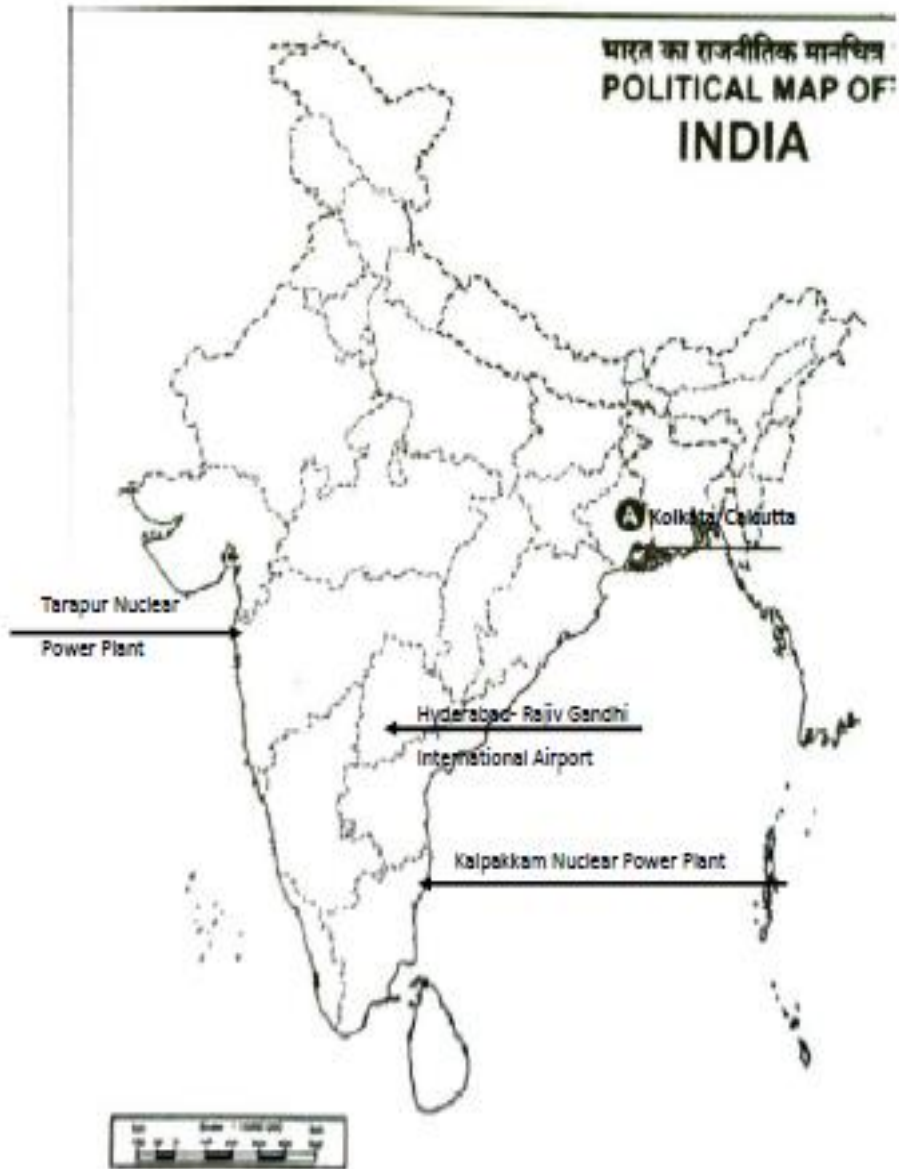 भारत का राजनीतिक मानचित्र
POLITICAL MAP OF
INDIA
A Kolkata/Calcutta
Tarapur Nuclear
Power Plant
Hyderabad- Rajiv Gandhi
International Airport
Kalpakkam Nuclear Power Plant
Scale